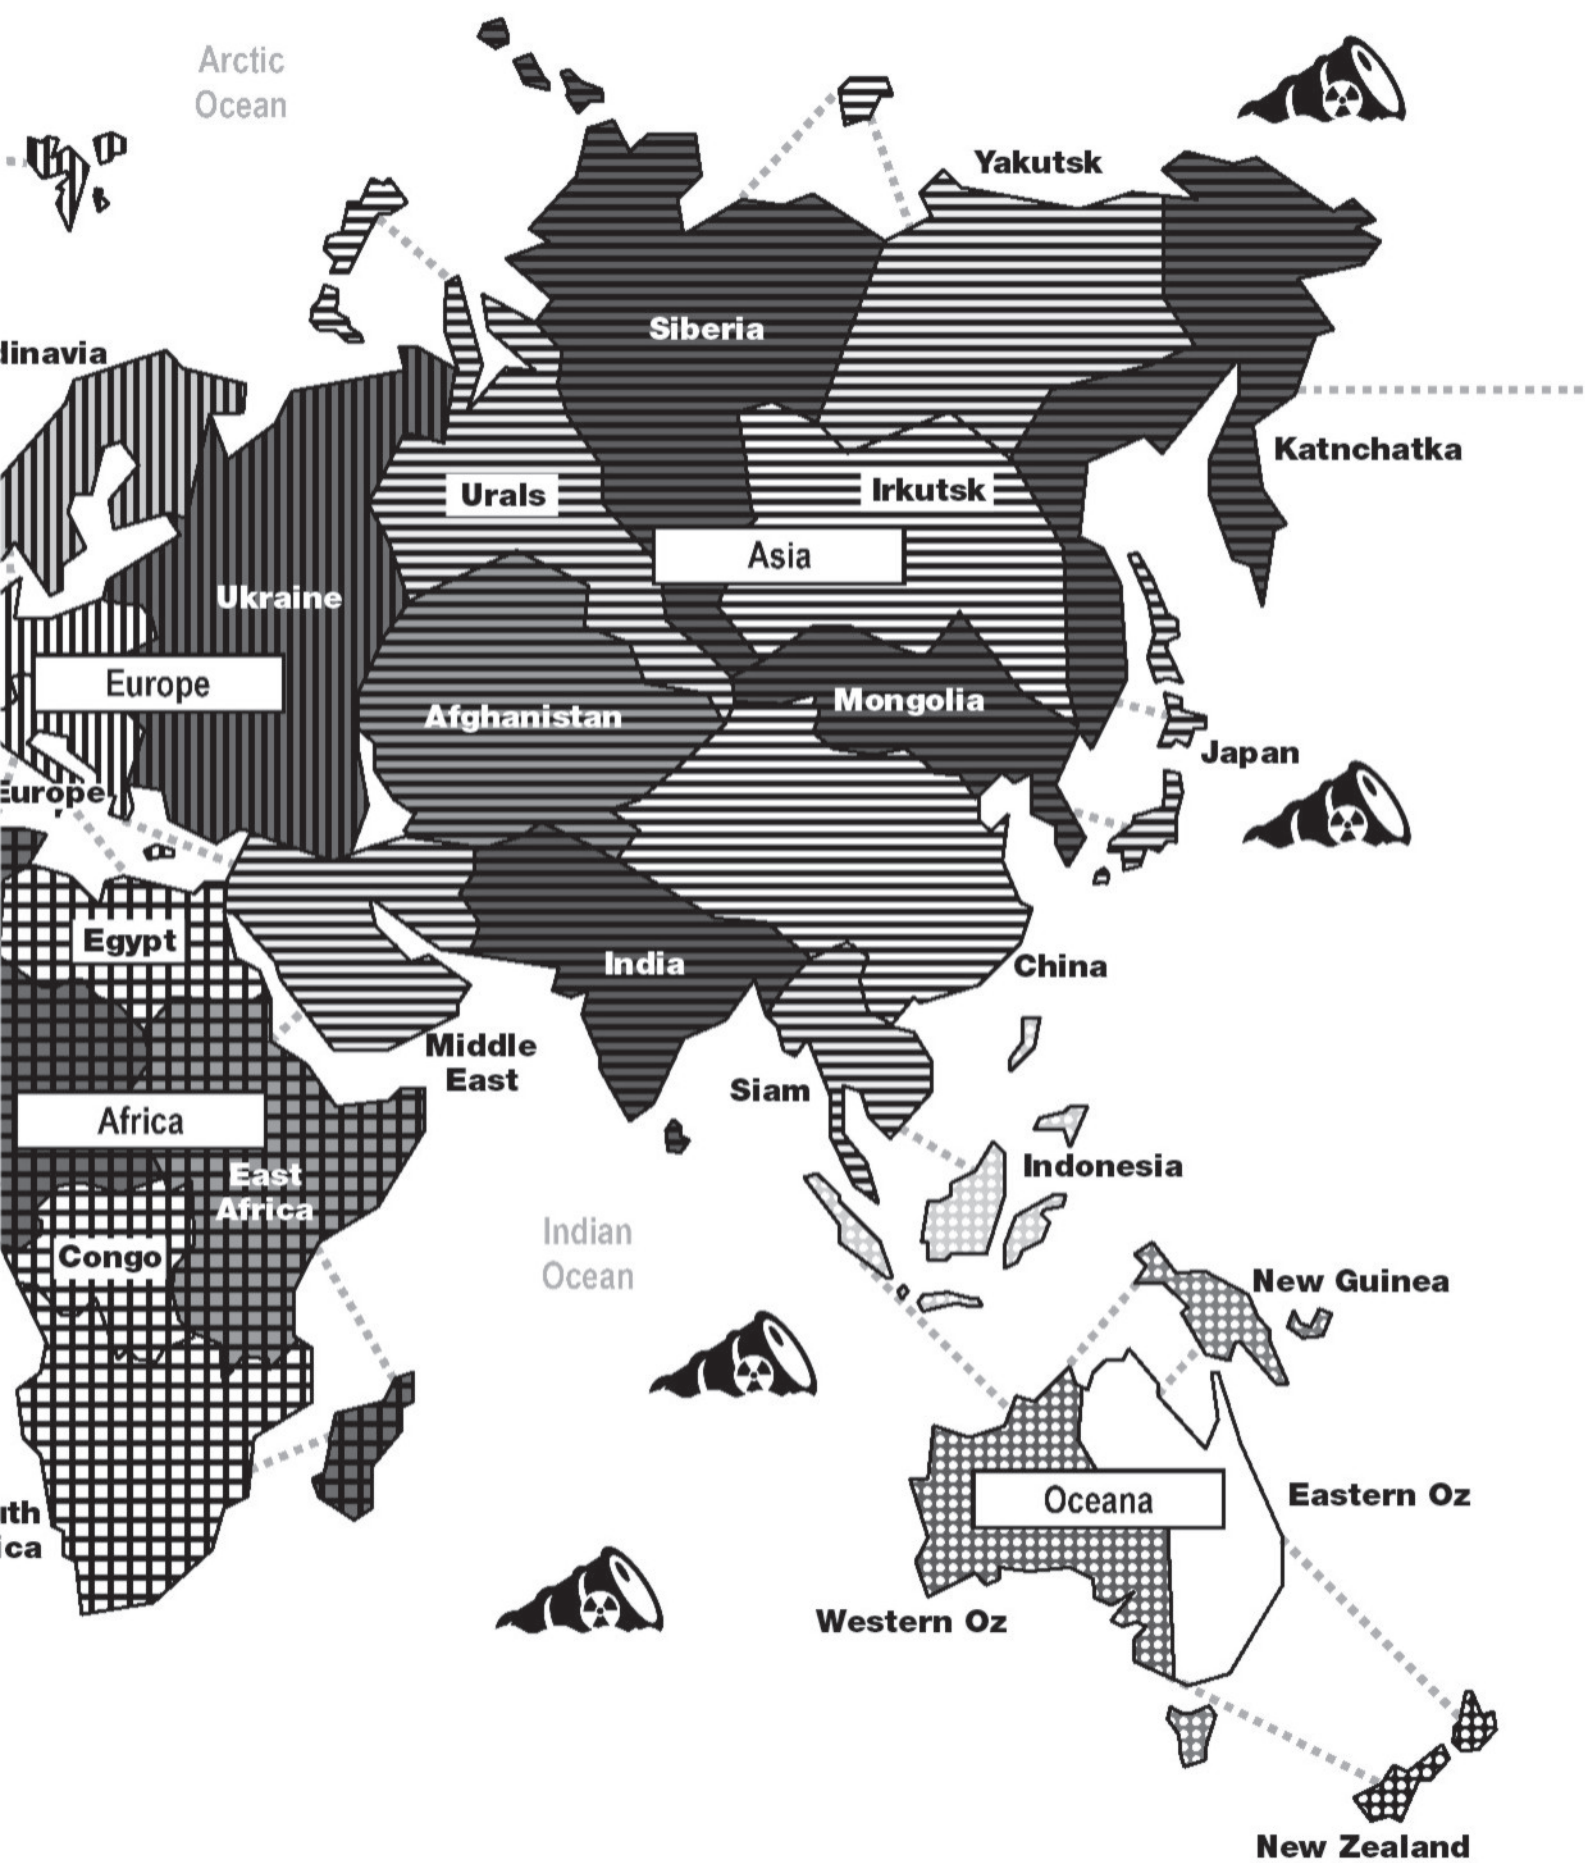 Arctic
Ocean
Yakutsk
Siberia
dinavia
Katnchatka
Urals
Irkutsk
Asia
Ukraine
Europe
Mongolia
Afghanistan
Japan
Europe
Egypt
India
China
Middle
East
Siam
Africa
Indonesia
East
Africa
Indian
Ocean
Congo
New Guinea
Eastern Oz
Oceana
uth
ica
Western Oz
New Zealand